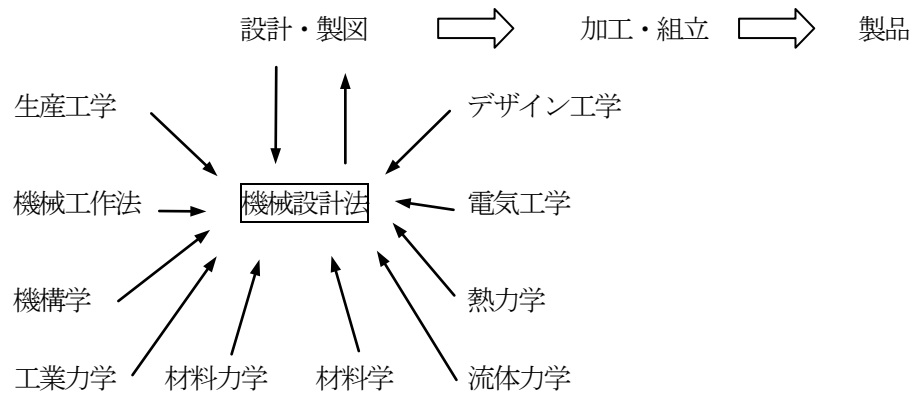 設計・製図 加工・組立 製品
生産工学 デザイン工学
機械工作法 機械設計法 電気工学
機構学 熱力学
工業力学 材料力学 材料学 流体力学